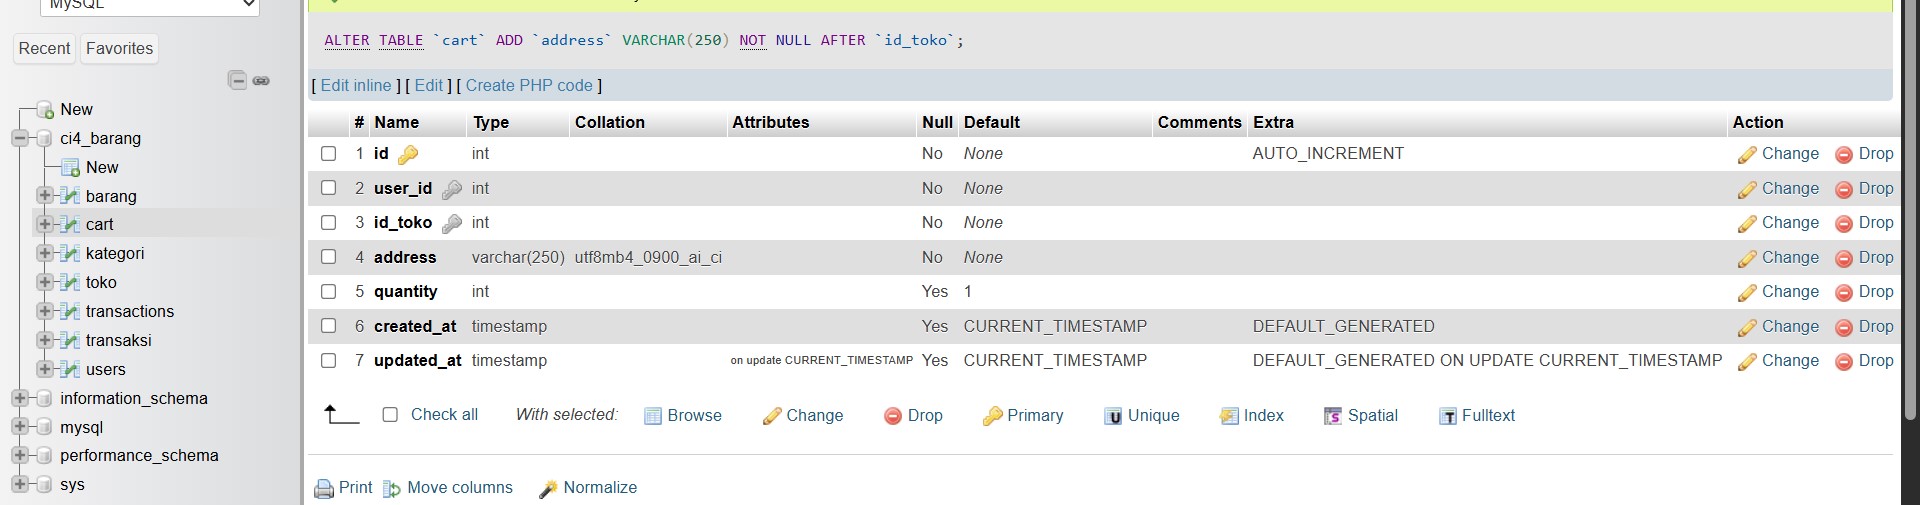 MySQL
Recent Favorites
New
ci4_barang
New
barang
cart
kategori
toko
transactions
transaksi
users
information_schema
mysql
performance_schema
sys
ALTER TABLE `cart` ADD `address` VARCHAR(250) NOT NULL AFTER `id_toko`;
[ Edit inline ] [ Edit ] [ Create PHP code ]
# Name Type Collation Attributes Null Default Comments Extra Action
1 id int No None AUTO_INCREMENT Change Drop
2 user_id int No None Change Drop
3 id_toko int No None Change Drop
4 address varchar(250) utf8mb4_0900_ai_ci No None Change Drop
5 quantity int Yes 1 Change Drop
6 created_at timestamp Yes CURRENT_TIMESTAMP DEFAULT_GENERATED Change Drop
7 updated_at timestamp on update CURRENT_TIMESTAMP Yes CURRENT_TIMESTAMP DEFAULT_GENERATED ON UPDATE CURRENT_TIMESTAMP Change Drop
Check all With selected: Browse Change Drop Primary Unique Index Spatial Fulltext
Print Move columns Normalize